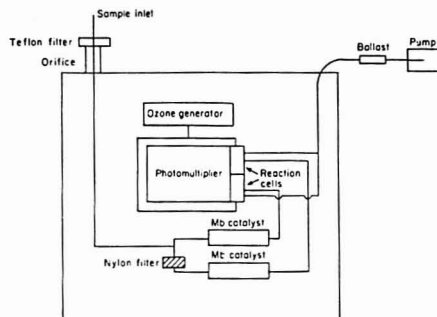 Sample inlet
Teflon filter
Orifice
Ballast
Pump
Ozone generator
Photomultiplier
Reaction
cells
Mo catalyst
Nylon filter
Mo catalyst